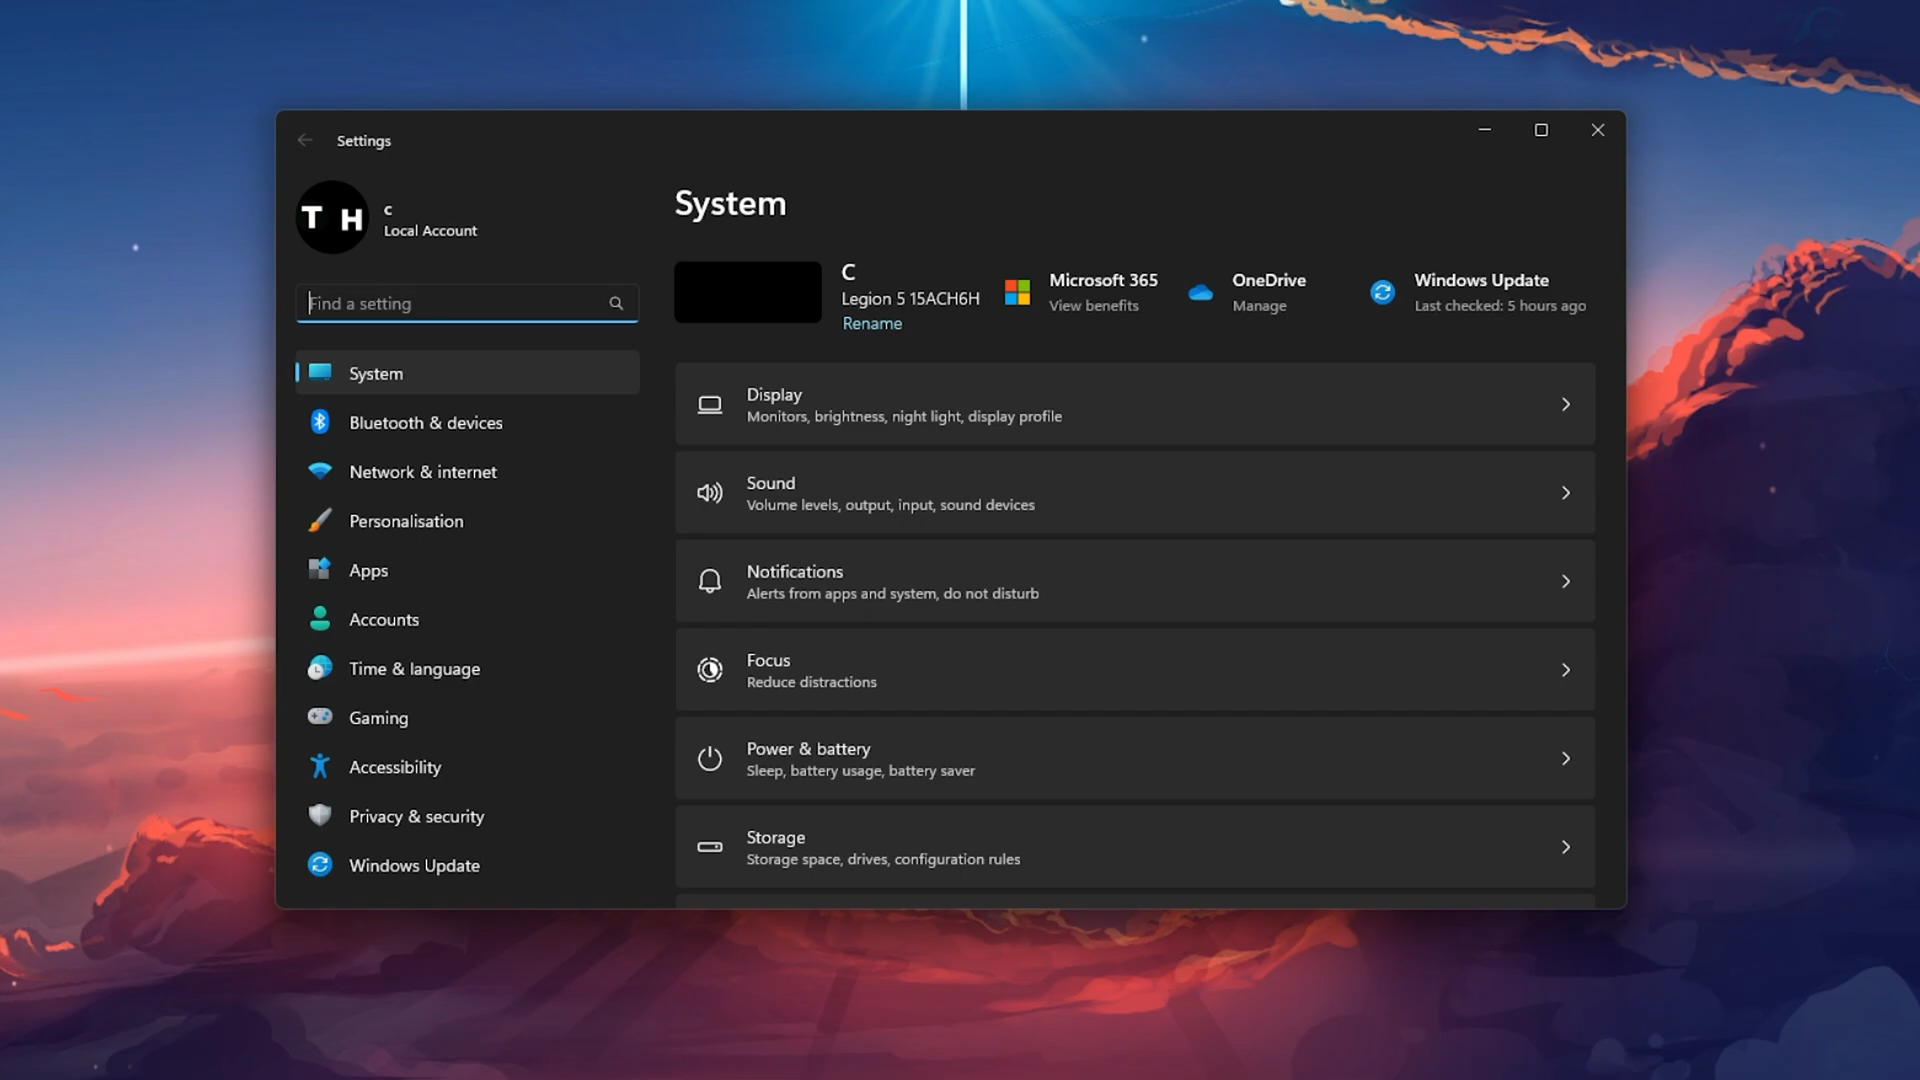 Settings
T H
c
Local Account
Find a setting
System
Bluetooth & devices
Network & internet
Personalisation
Apps
Accounts
Time & language
Gaming
Accessibility
Privacy & security
Windows Update
System
C
Legion 5 15ACH6H
Rename
Microsoft 365
View benefits
OneDrive
Manage
Windows Update
Last checked: 5 hours ago
Display
Monitors, brightness, night light, display profile
Sound
Volume levels, output, input, sound devices
Notifications
Alerts from apps and system, do not disturb
Focus
Reduce distractions
Power & battery
Sleep, battery usage, battery saver
Storage
Storage space, drives, configuration rules